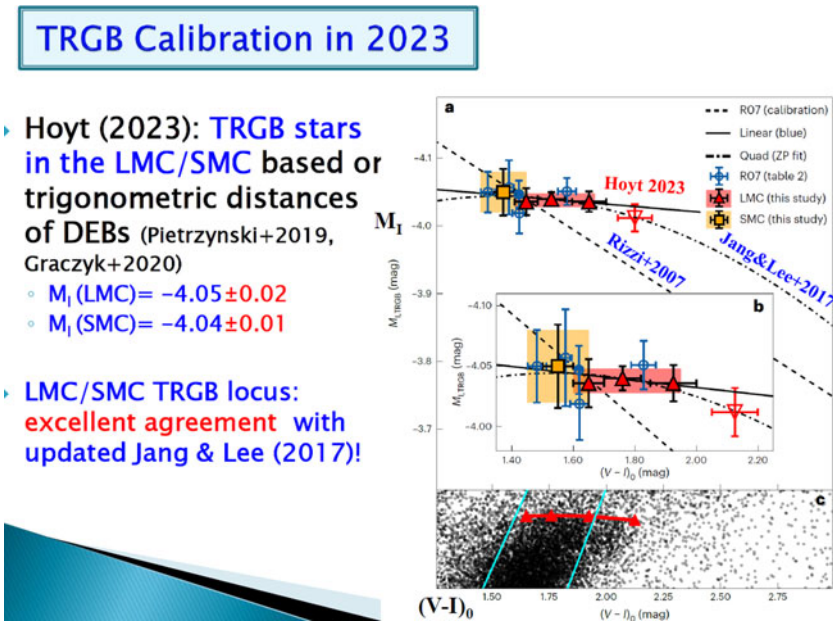 TRGB Calibration in 2023
Hoyt (2023): TRGB stars
in the LMC/SMC based or
trigonometric distances
of DEBs (Pietrzynski+2019,
Graczyk+2020)
M_I (LMC)= -4.05±0.02
M_I (SMC)= -4.04±0.01
LMC/SMC TRGB locus:
excellent agreement with
updated Jang & Lee (2017)!
a
R07 (calibration)
Linear (blue)
Quad (ZP fit)
R07 (table 2)
LMC (this study)
SMC (this study)
Hoyt 2023
Rizzi+2007
Jang&Lee+2017
M_I
M_I,TRGB (mag)
-4.1
-4.0
-3.9
-3.8
-3.7
b
M_I,TRGB (mag)
-4.10
-4.05
-4.00
1.40 1.60 1.80 2.00 2.20
(V − I)_0 (mag)
c
1.50 1.75 2.00 2.25 2.50 2.75
(V-I)_0
(V − I)_0 (mag)